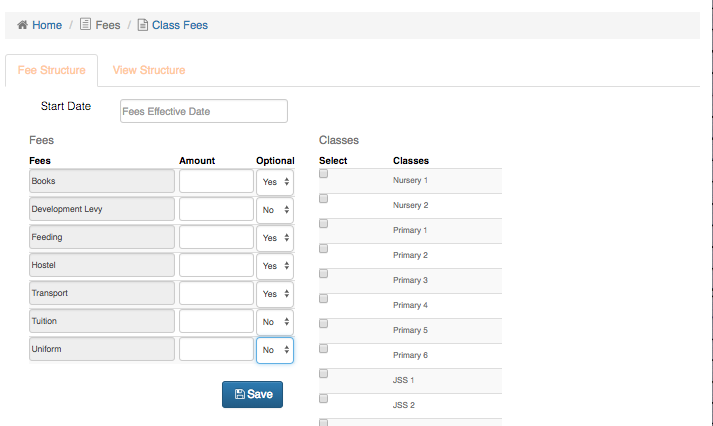 Home / Fees / Class Fees
Fee Structure View Structure
Start Date Fees Effective Date
Fees
Fees Amount Optional
Books Yes
Development Levy No
Feeding Yes
Hostel Yes
Transport Yes
Tuition No
Uniform No
Save
Classes
Select Classes
Nursery 1
Nursery 2
Primary 1
Primary 2
Primary 3
Primary 4
Primary 5
Primary 6
JSS 1
JSS 2